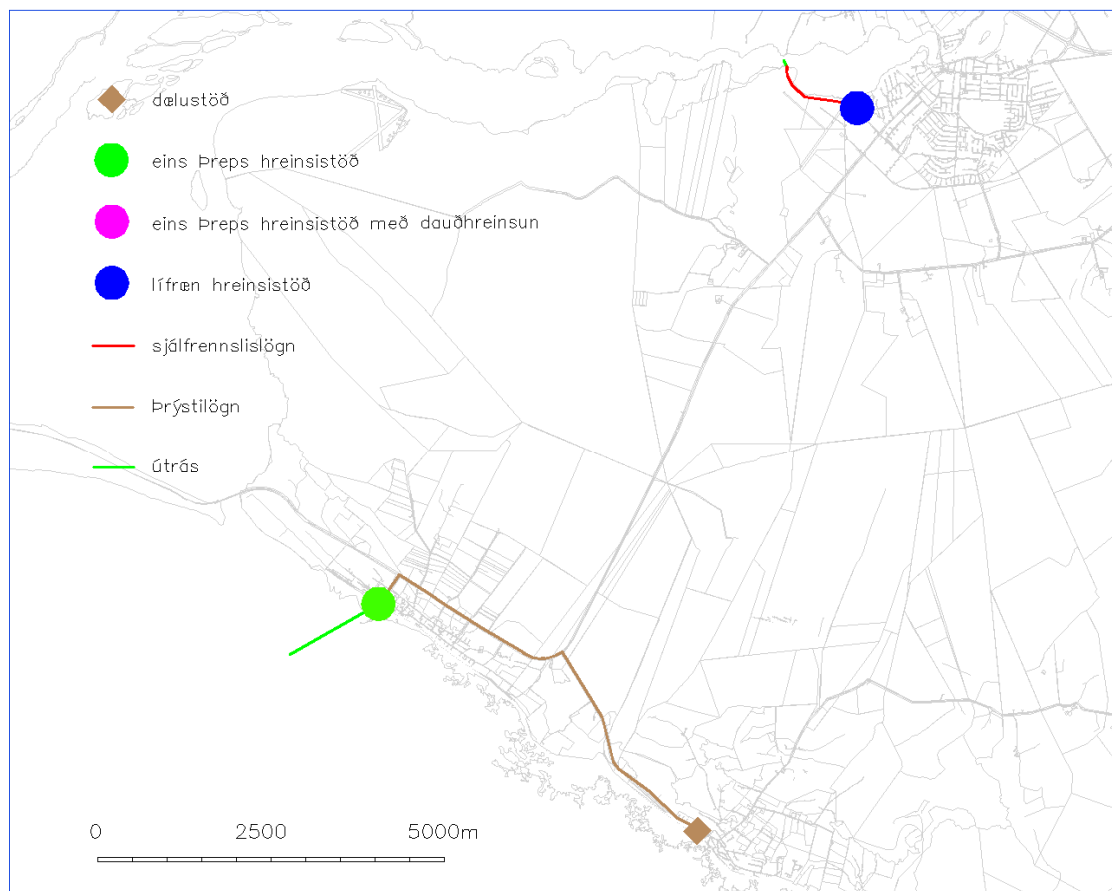 dælustöð
eins Þreps hreinsistöð
eins Þreps hreinsistöð með dauðhreinsun
lífræn hreinsistöð
sjálfrennslislögn
Þrýstilögn
útrás
0 2500 5000m